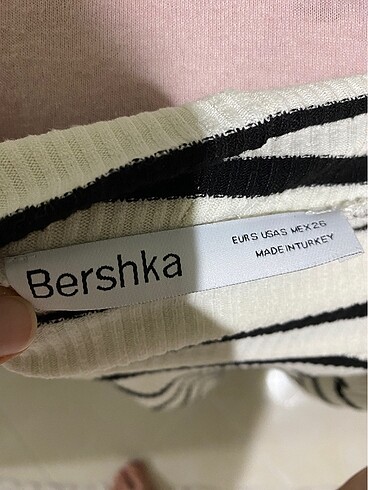 Bershka
EUR S USA S MEX 26
MADE IN TURKEY